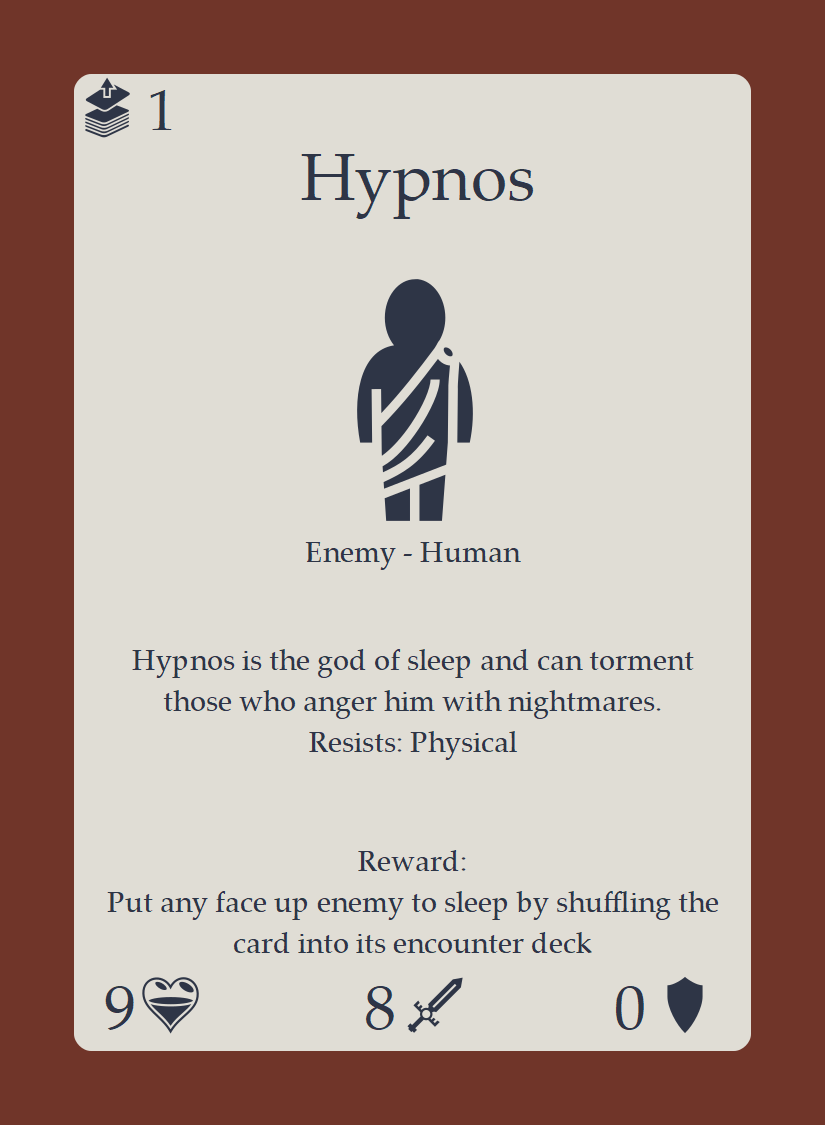 1
Hypnos
Enemy - Human
Hypnos is the god of sleep and can torment
those who anger him with nightmares.
Resists: Physical
Reward:
Put any face up enemy to sleep by shuffling the
card into its encounter deck
9 8 0